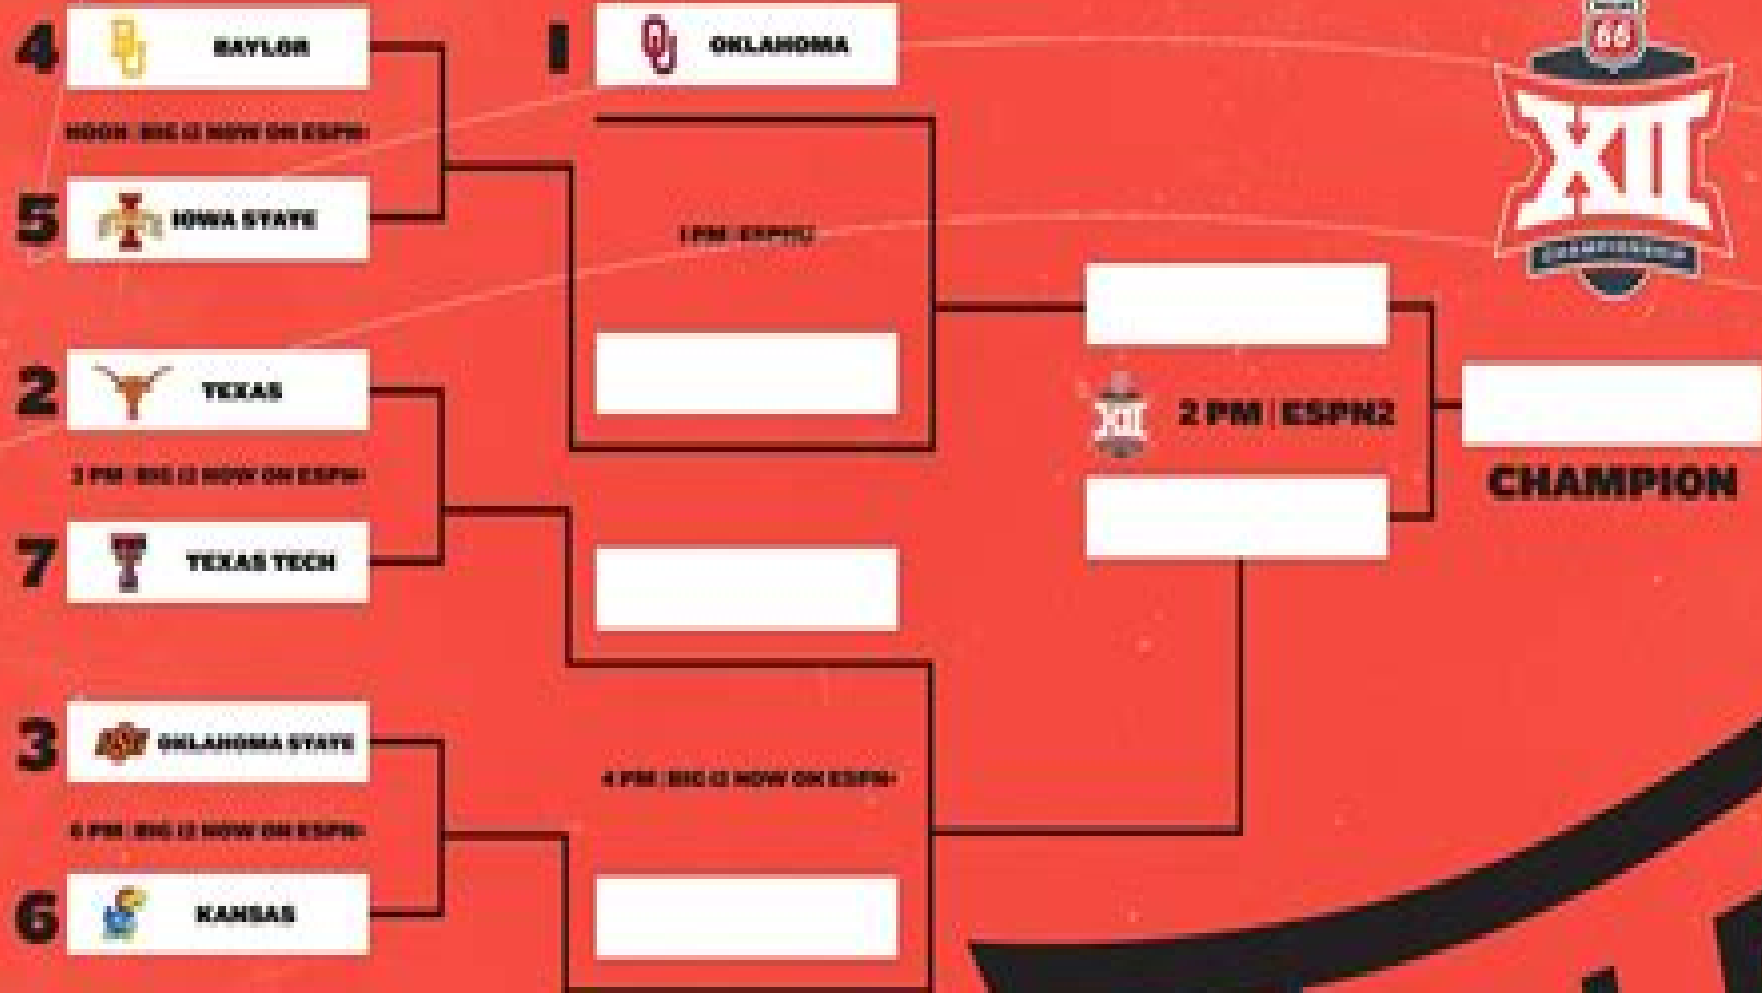 4 BAYLOR
NOON | BIG 12 NOW ON ESPN+
5 IOWA STATE
2 TEXAS
BIG 12 NOW ON ESPN+
7 TEXAS TECH
3 OKLAHOMA STATE
6 PM | BIG 12 NOW ON ESPN+
6 KANSAS
1 OKLAHOMA
1 PM | ESPNU
4 PM | BIG 12 NOW ON ESPN+
2 PM | ESPN2
XII
CHAMPION
66
XII
CHAMPIONSHIP